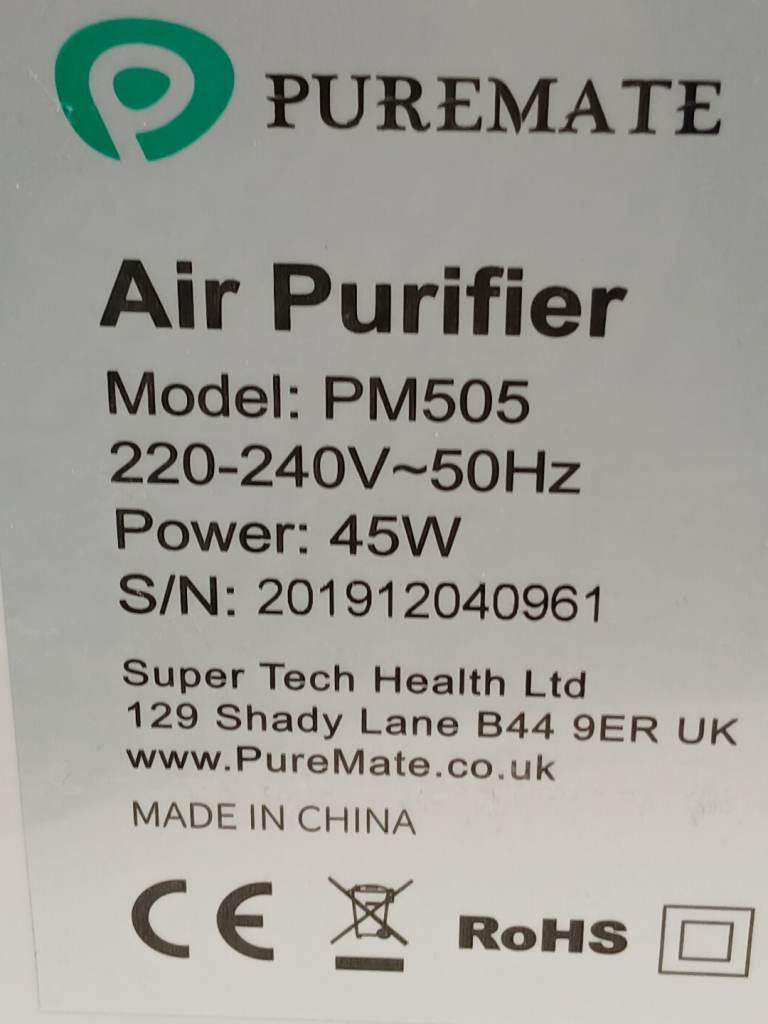 PUREMATE
Air Purifier
Model: PM505
220-240V~50Hz
Power: 45W
S/N: 201912040961
Super Tech Health Ltd
129 Shady Lane B44 9ER UK
www.PureMate.co.uk
MADE IN CHINA
CE RoHS